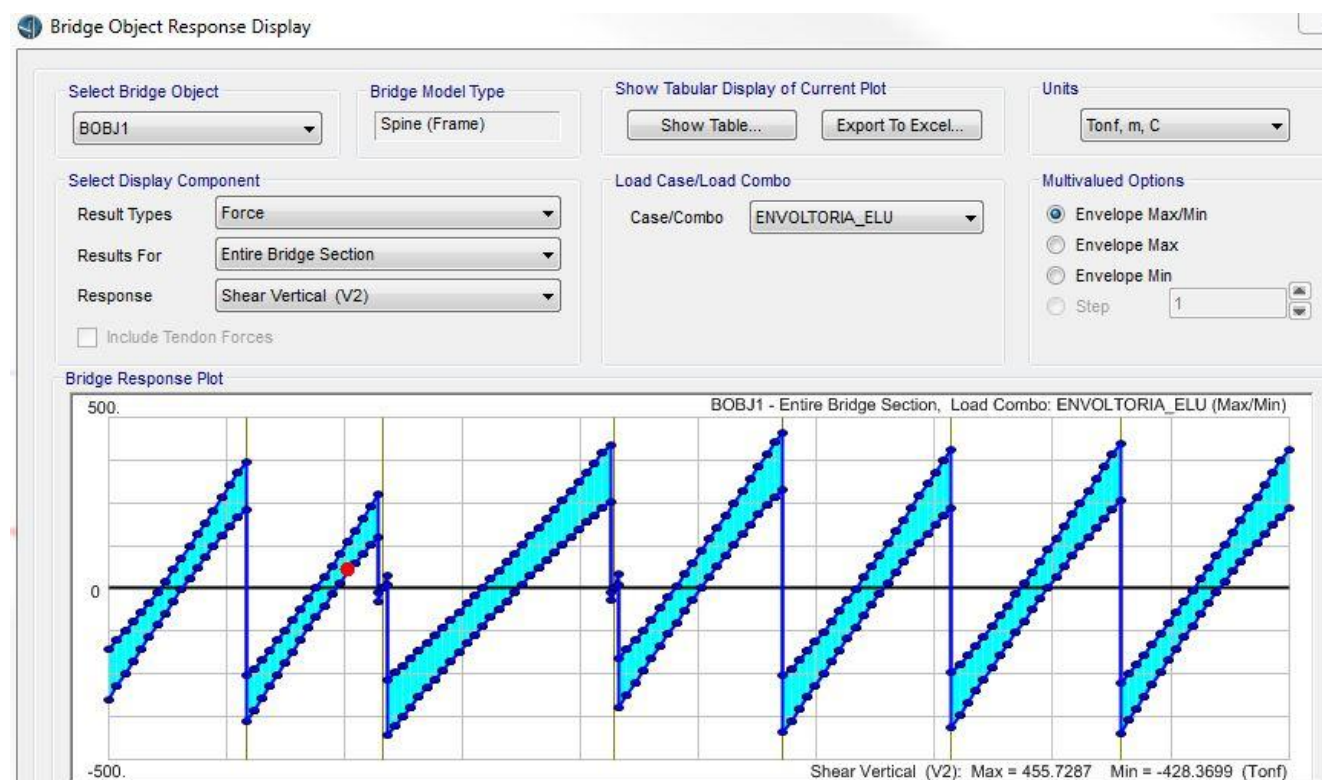 Bridge Object Response Display
Select Bridge Object
BOBJ1
Bridge Model Type
Spine (Frame)
Show Tabular Display of Current Plot
Show Table...
Export To Excel...
Units
Tonf, m, C
Select Display Component
Result Types
Force
Results For
Entire Bridge Section
Response
Shear Vertical (V2)
Include Tendon Forces
Load Case/Load Combo
Case/Combo
ENVOLTORIA_ELU
Multivalued Options
Envelope Max/Min
Envelope Max
Envelope Min
Step
1
Bridge Response Plot
500.
BOBJ1 - Entire Bridge Section, Load Combo: ENVOLTORIA_ELU (Max/Min)
0
-500.
Shear Vertical (V2): Max = 455.7287 Min = -428.3699 (Tonf)